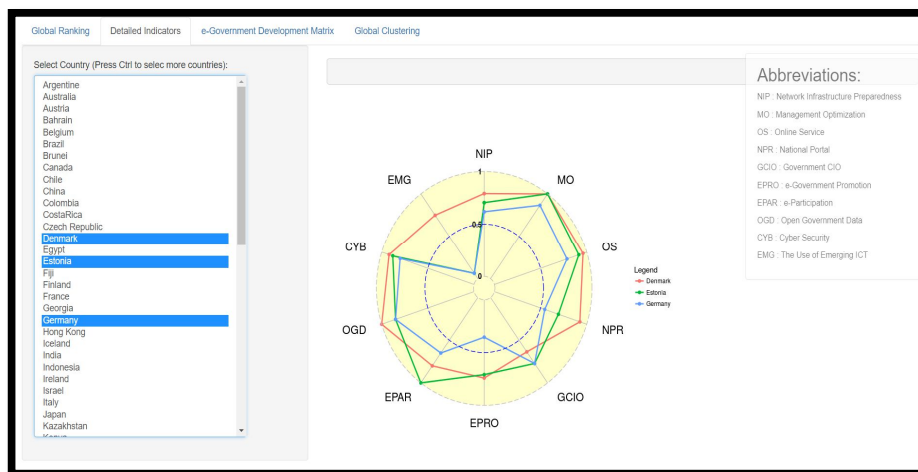 Global Ranking
Detailed Indicators
e-Government Development Matrix
Global Clustering
Select Country (Press Ctrl to selec more countries):
Argentine
Australia
Austria
Bahrain
Belgium
Brazil
Brunei
Canada
Chile
China
Colombia
CostaRica
Czech Republic
Denmark
Egypt
Estonia
Fiji
Finland
France
Georgia
Germany
Hong Kong
Iceland
India
Indonesia
Ireland
Israel
Italy
Japan
Kazakhstan
NIP
MO
OS
NPR
GCIO
EPRO
EPAR
OGD
CYB
EMG
1
0.5
0
Legend
Denmark
Estonia
Germany
Abbreviations:
NIP : Network Infrastructure Preparedness
MO : Management Optimization
OS : Online Service
NPR : National Portal
GCIO : Government CIO
EPRO : e-Government Promotion
EPAR : e-Participation
OGD : Open Government Data
CYB : Cyber Security
EMG : The Use of Emerging ICT